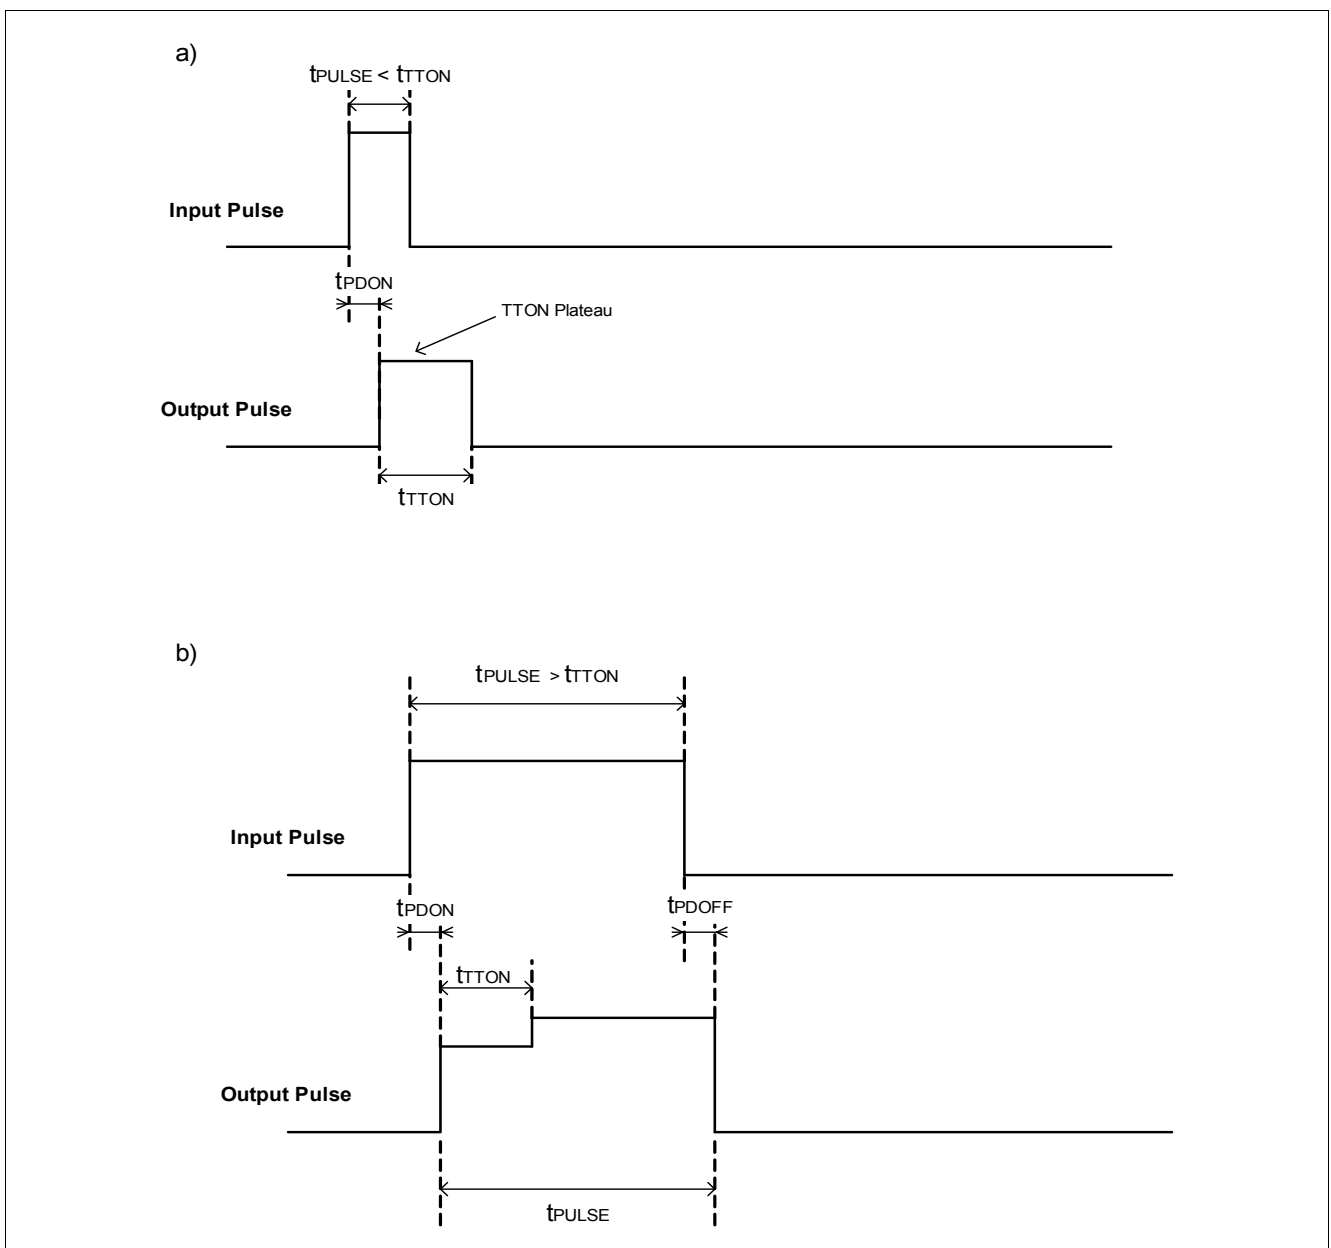 a)
tPULSE < tTTON
Input Pulse
tPDON
TTON Plateau
Output Pulse
tTTON
b)
tPULSE > tTTON
Input Pulse
tPDON
tPDOFF
tTTON
Output Pulse
tPULSE